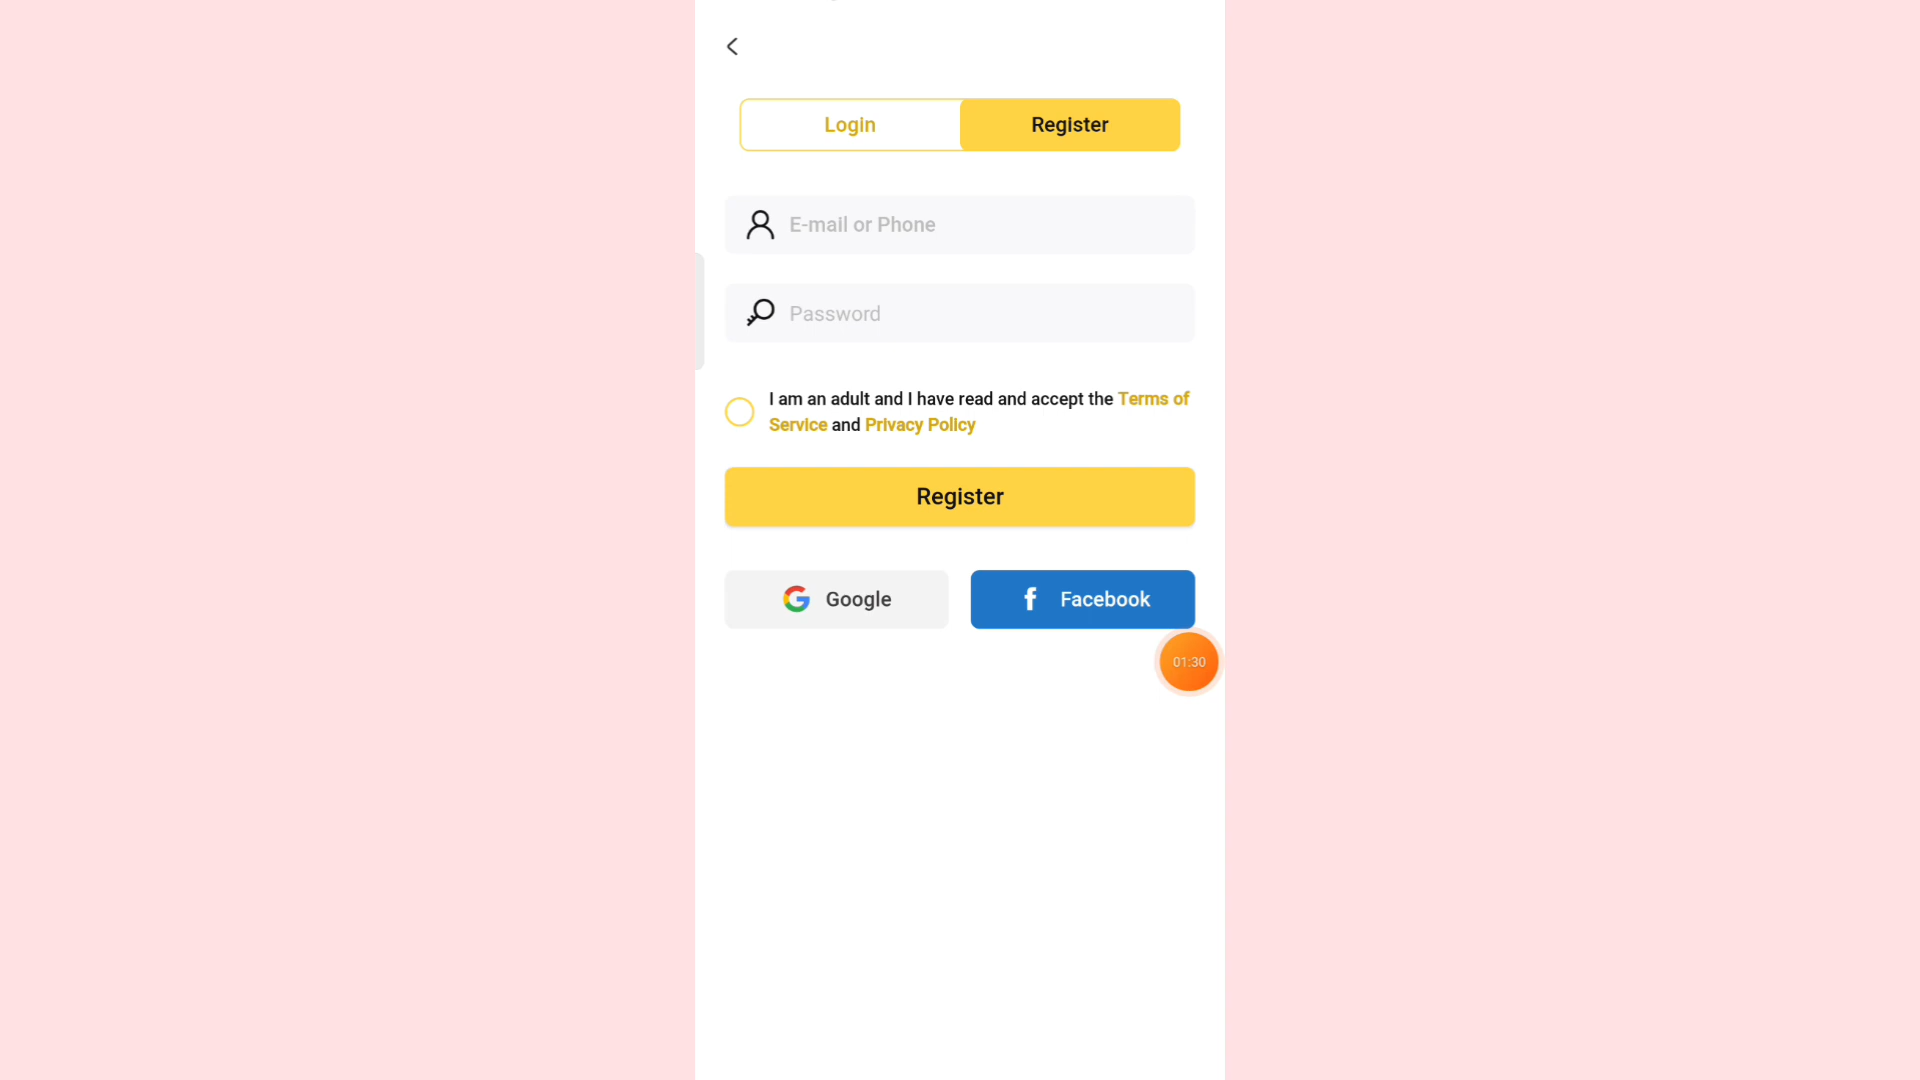 Login
Register
E-mail or Phone
Password
I am an adult and I have read and accept the Terms of
Service and Privacy Policy
Register
Google
Facebook
01:30